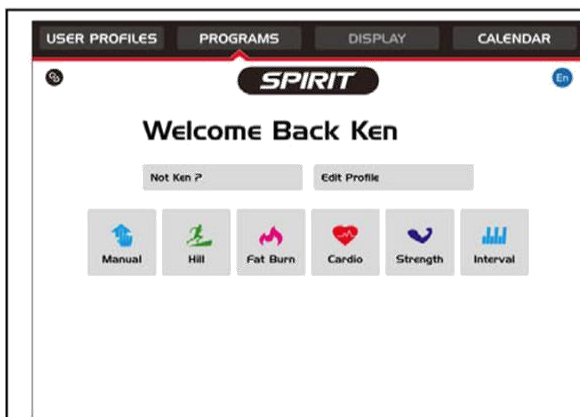 USER PROFILES PROGRAMS DISPLAY CALENDAR
SPIRIT En
Welcome Back Ken
Not Ken ? Edit Profile
Manual Hill Fat Burn Cardio Strength Interval